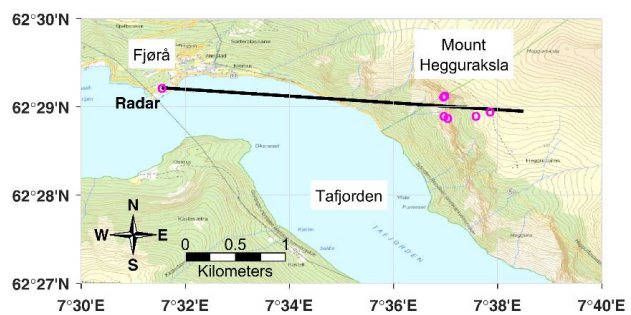 62°30'N
62°29'N
62°28'N
62°27'N
Fjørå
Mount
Hegguraksla
Radar
Tafjorden
TAFJORDEN
N
W E
S
0 0.5 1
Kilometers
7°30'E 7°32'E 7°34'E 7°36'E 7°38'E 7°40'E